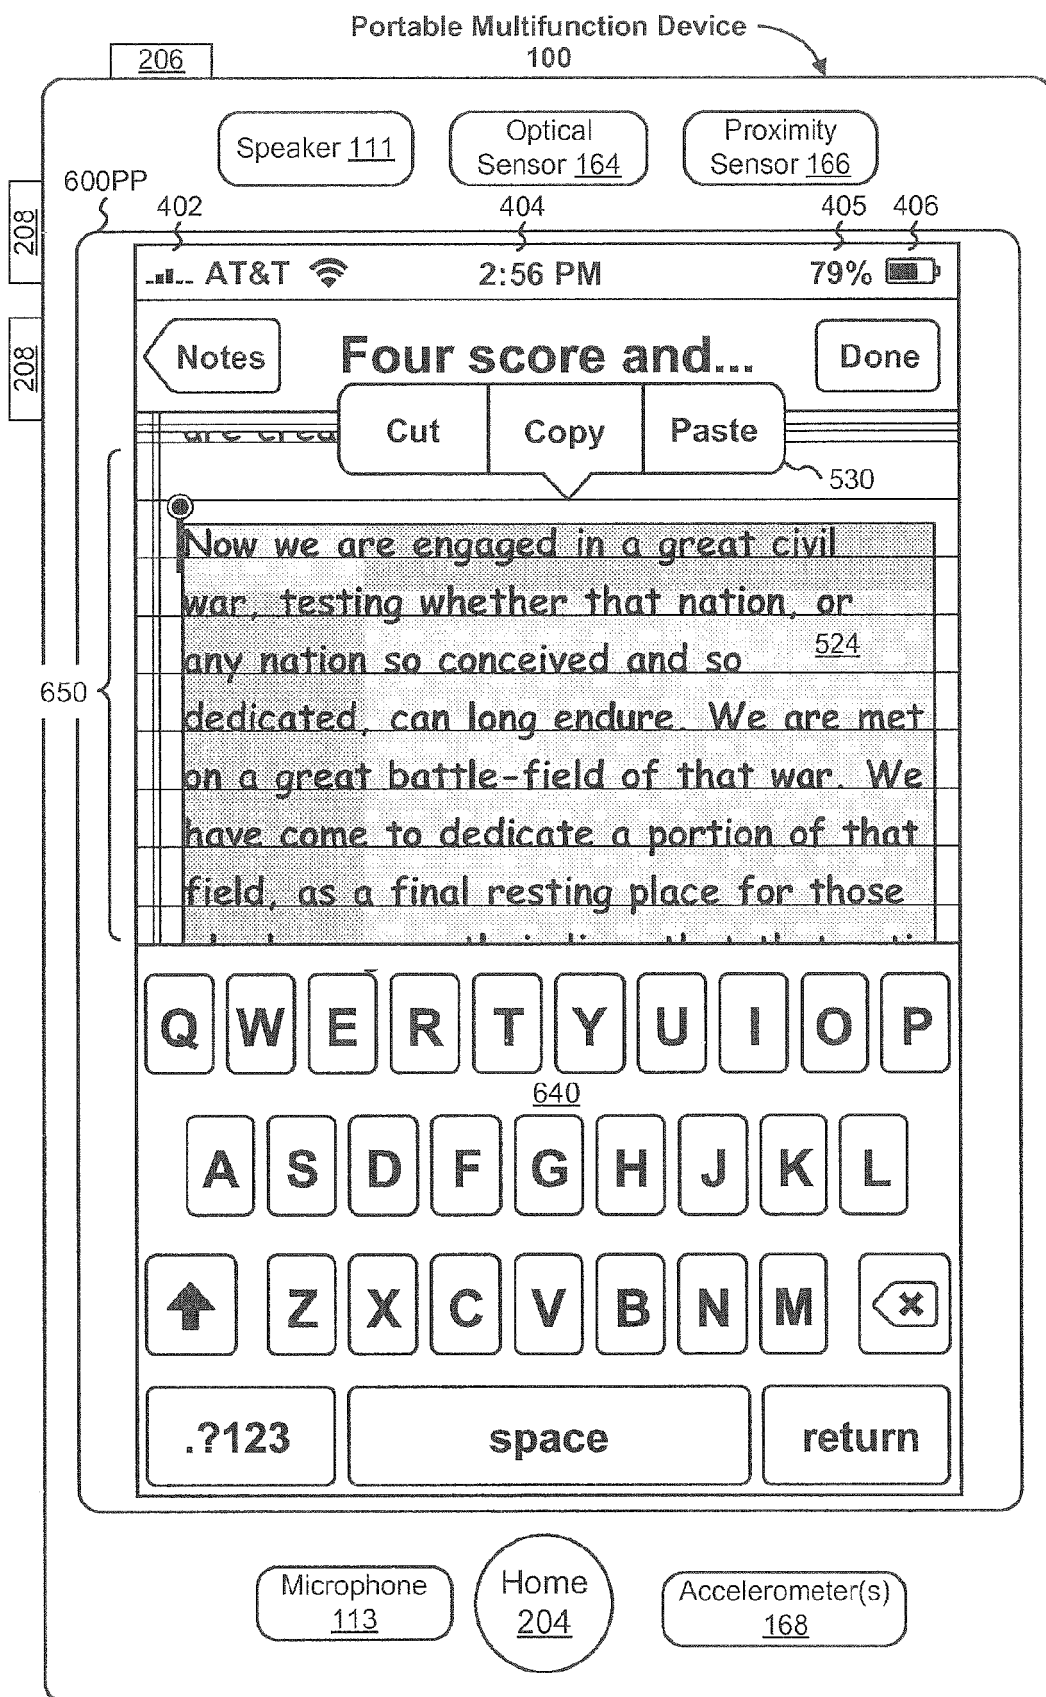 Portable Multifunction Device
100
206
Speaker 111
Optical
Sensor 164
Proximity
Sensor 166
600PP
208
208
402
404
405
406
AT&T
2:56 PM
79%
Notes
Four score and...
Done
are crea
Cut
Copy
Paste
530
Now we are engaged in a great civil
war, testing whether that nation, or
any nation so conceived and so
524
650
dedicated, can long endure. We are met
on a great battle-field of that war. We
have come to dedicate a portion of that
field, as a final resting place for those
Q W E R T Y U I O P
640
A S D F G H J K L
Z X C V B N M
.?123
space
return
Microphone
113
Home
204
Accelerometer(s)
168